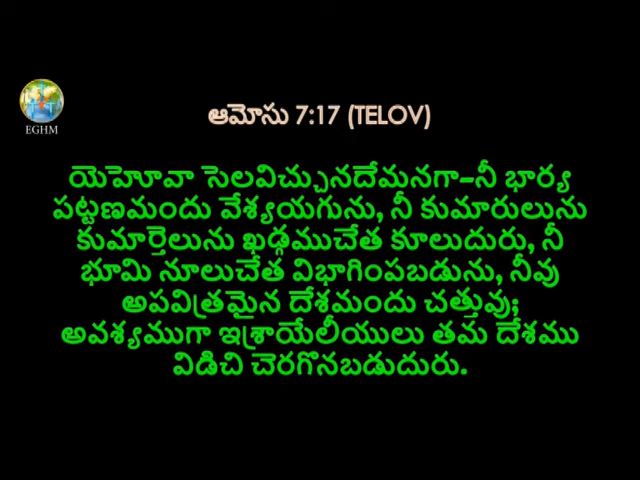 EGHM
ఆమోసు 7:17 (TELOV)
యెహోవా సెలవిచ్చునదేమనగా-నీ భార్య
పట్టణమందు వేశ్యయగును, నీ కుమారులును
కుమార్తెలును ఖడ్గముచేత కూలుదురు, నీ
భూమి నూలుచేత విభాగింపబడును, నీవు
అపవిత్రమైన దేశమందు చత్తువు;
అవశ్యముగా ఇశ్రాయేలీయులు తమ దేశము
విడిచి చెరగొనబడుదురు.